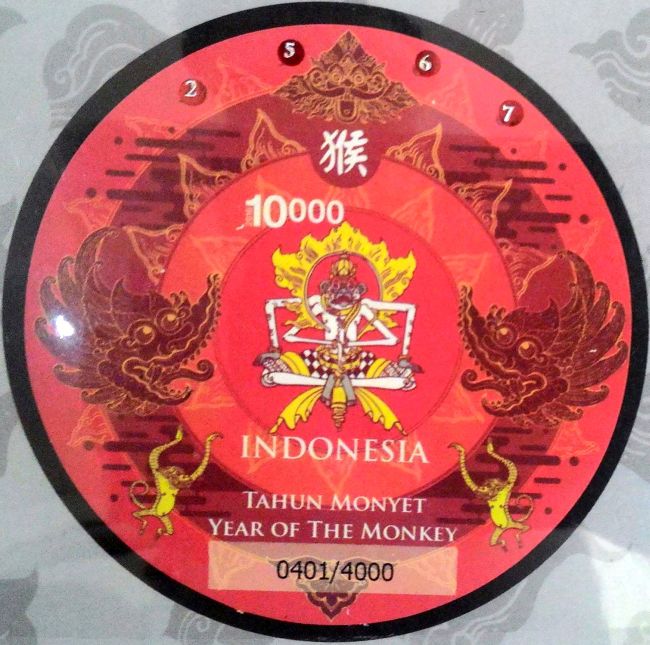 2 5 6 7
猴
10000
INDONESIA
TAHUN MONYET
YEAR OF THE MONKEY
0401/4000